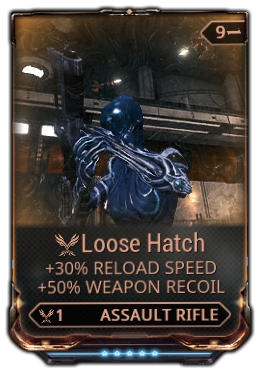 9
Loose Hatch
+30% RELOAD SPEED
+50% WEAPON RECOIL
1 ASSAULT RIFLE